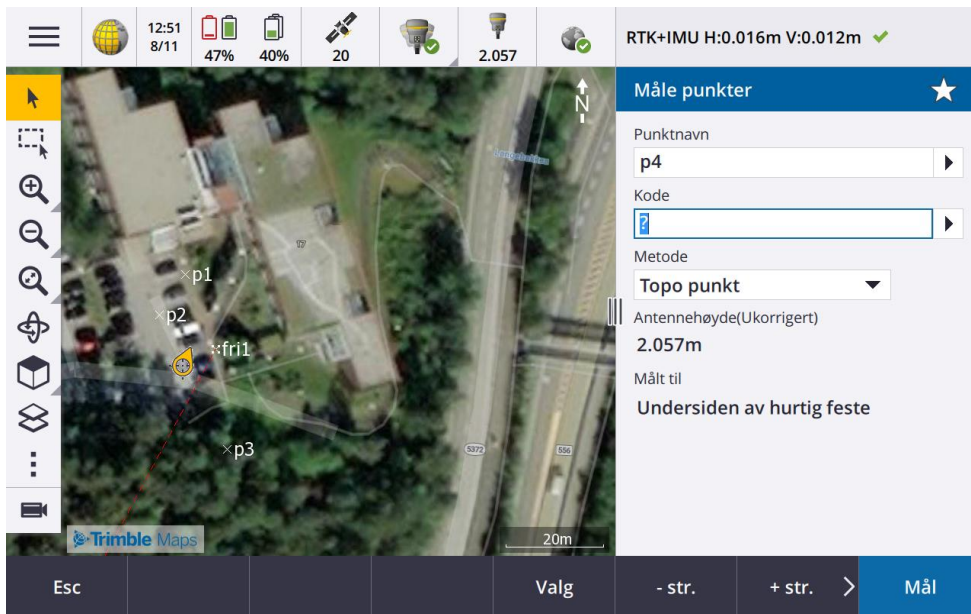 12:51
8/11
47%
40%
20
2.057
RTK+IMU H:0.016m V:0.012m
Måle punkter
N
Punktnavn
p4
Kode
?
Metode
Topo punkt
Antennehøyde(Ukorrigert)
2.057m
Målt til
Undersiden av hurtig feste
17
p1
p2
fri1
p3
5372
556
Trimble Maps
20m
Esc
Valg
- str.
+ str.
Mål